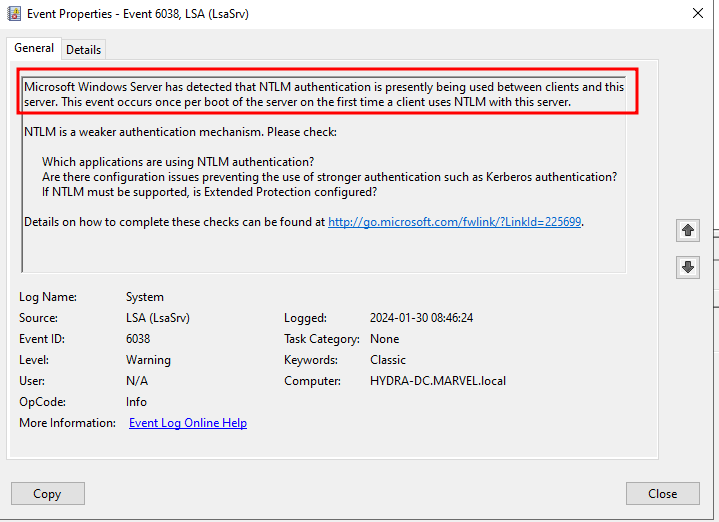 Event Properties - Event 6038, LSA (LsaSrv)
General
Details
Microsoft Windows Server has detected that NTLM authentication is presently being used between clients and this
server. This event occurs once per boot of the server on the first time a client uses NTLM with this server.
NTLM is a weaker authentication mechanism. Please check:
Which applications are using NTLM authentication?
Are there configuration issues preventing the use of stronger authentication such as Kerberos authentication?
If NTLM must be supported, is Extended Protection configured?
Details on how to complete these checks can be found at http://go.microsoft.com/fwlink/?LinkId=225699.
Log Name: System
Source: LSA (LsaSrv) Logged: 2024-01-30 08:46:24
Event ID: 6038 Task Category: None
Level: Warning Keywords: Classic
User: N/A Computer: HYDRA-DC.MARVEL.local
OpCode: Info
More Information: Event Log Online Help
Copy Close